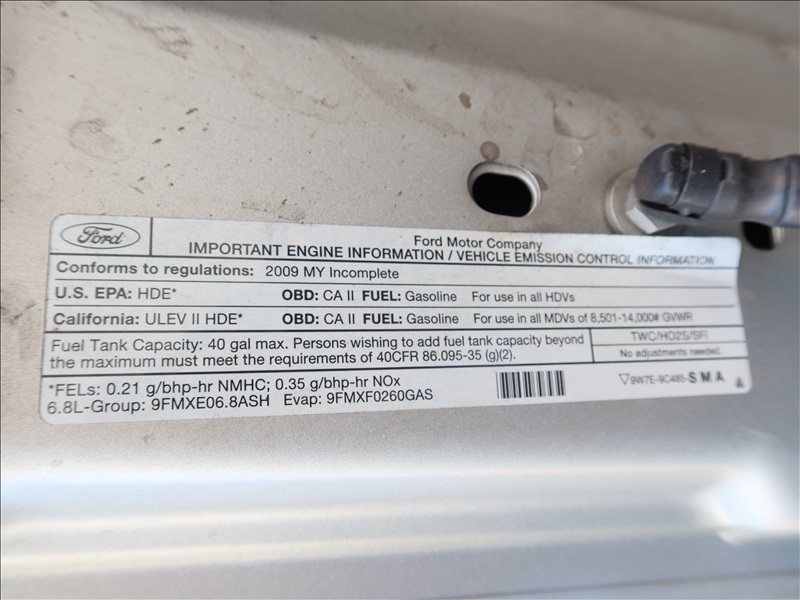 Ford
Ford Motor Company
IMPORTANT ENGINE INFORMATION / VEHICLE EMISSION CONTROL INFORMATION
Conforms to regulations: 2009 MY Incomplete
U.S. EPA: HDE* OBD: CA II FUEL: Gasoline For use in all HDVs
California: ULEV II HDE* OBD: CA II FUEL: Gasoline For use in all MDVs of 8,501-14,000# GVWR
Fuel Tank Capacity: 40 gal max. Persons wishing to add fuel tank capacity beyond
the maximum must meet the requirements of 40CFR 86.095-35 (g)(2).
TWC/HO2S/SFI
No adjustments needed.
*FELs: 0.21 g/bhp-hr NMHC; 0.35 g/bhp-hr NOx
6.8L-Group: 9FMXE06.8ASH Evap: 9FMXF0260GAS
9W7E-9C485-SMA